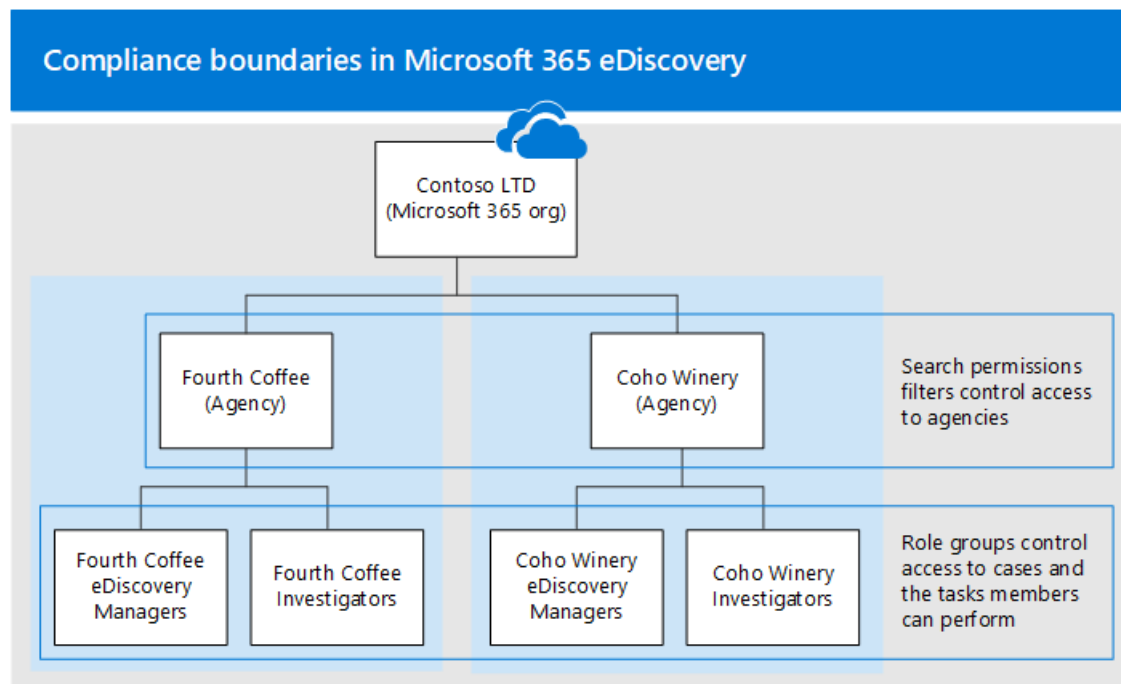 Compliance boundaries in Microsoft 365 eDiscovery
Contoso LTD
(Microsoft 365 org)
Fourth Coffee
(Agency)
Coho Winery
(Agency)
Search permissions
filters control access
to agencies
Fourth Coffee
eDiscovery
Managers
Fourth Coffee
Investigators
Coho Winery
eDiscovery
Managers
Coho Winery
Investigators
Role groups control
access to cases and
the tasks members
can perform